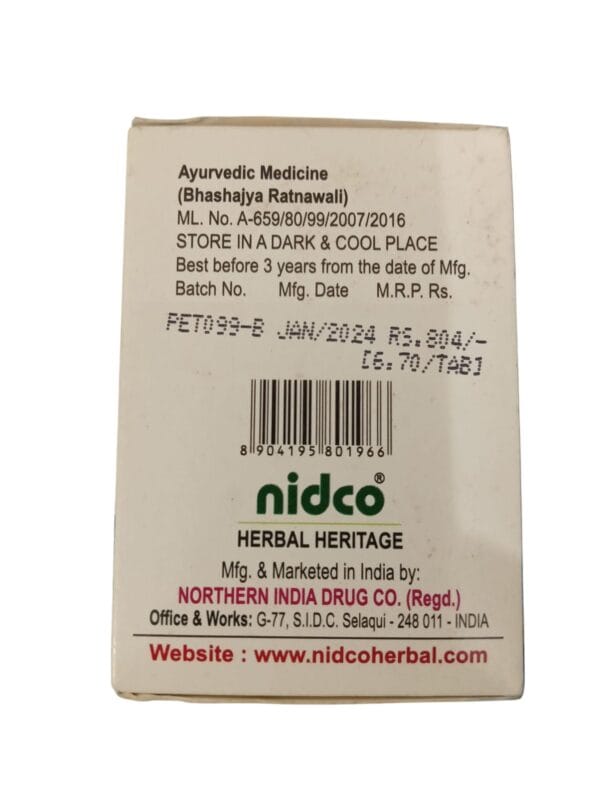 Ayurvedic Medicine
(Bhashajya Ratnawali)
ML. No. A-659/80/99/2007/2016
STORE IN A DARK & COOL PLACE
Best before 3 years from the date of Mfg.
Batch No. Mfg. Date M.R.P. Rs.
PET099-B JAN/2024 RS.804/-
[6.70/TAB]
8 904195 801966
nidco®
HERBAL HERITAGE
Mfg. & Marketed in India by:
NORTHERN INDIA DRUG CO. (Regd.)
Office & Works: G-77, S.I.D.C. Selaqui - 248 011 - INDIA
Website : www.nidcoherbal.com